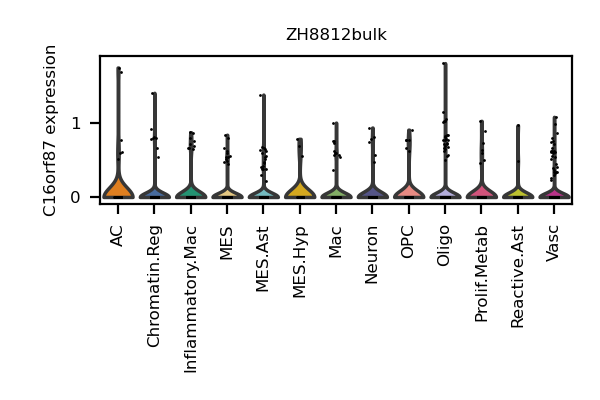 ZH8812bulk
C16orf87 expression
1
0
AC
Chromatin.Reg
Inflammatory.Mac
MES
MES.Ast
MES.Hyp
Mac
Neuron
OPC
Oligo
Prolif.Metab
Reactive.Ast
Vasc